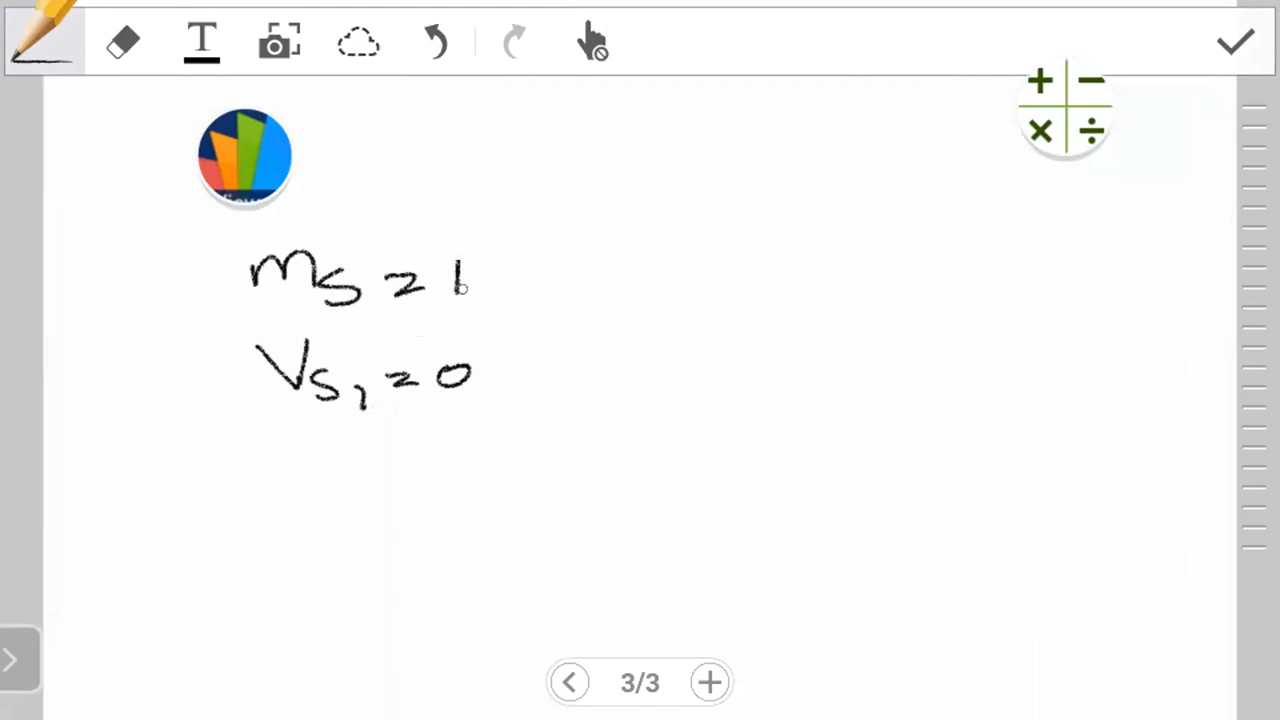 T
+ −
× ÷
ms = 1
Vs₁ = 0
3/3